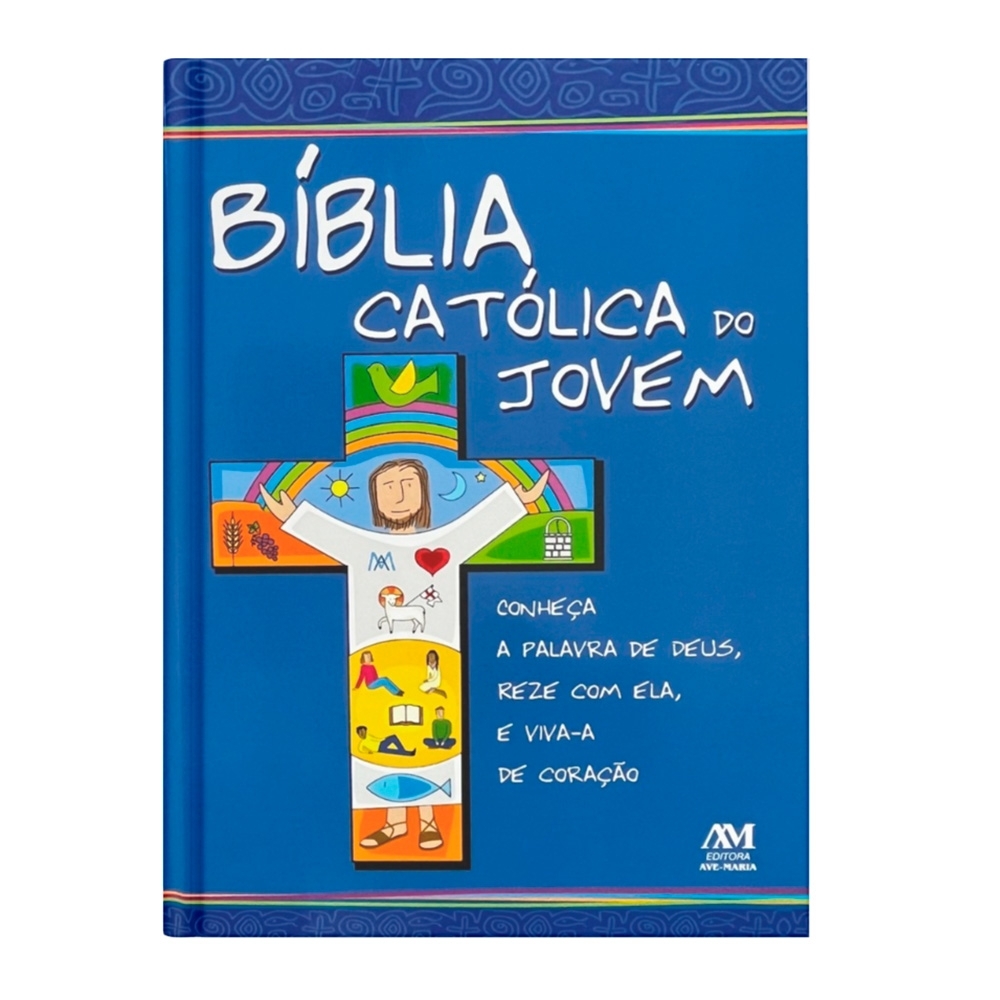 BÍBLIA
CATÓLICA DO
JOVEM
CONHEÇA
A PALAVRA DE DEUS,
REZE COM ELA,
E VIVA-A
DE CORAÇÃO
AM
EDITORA
AVE-MARIA